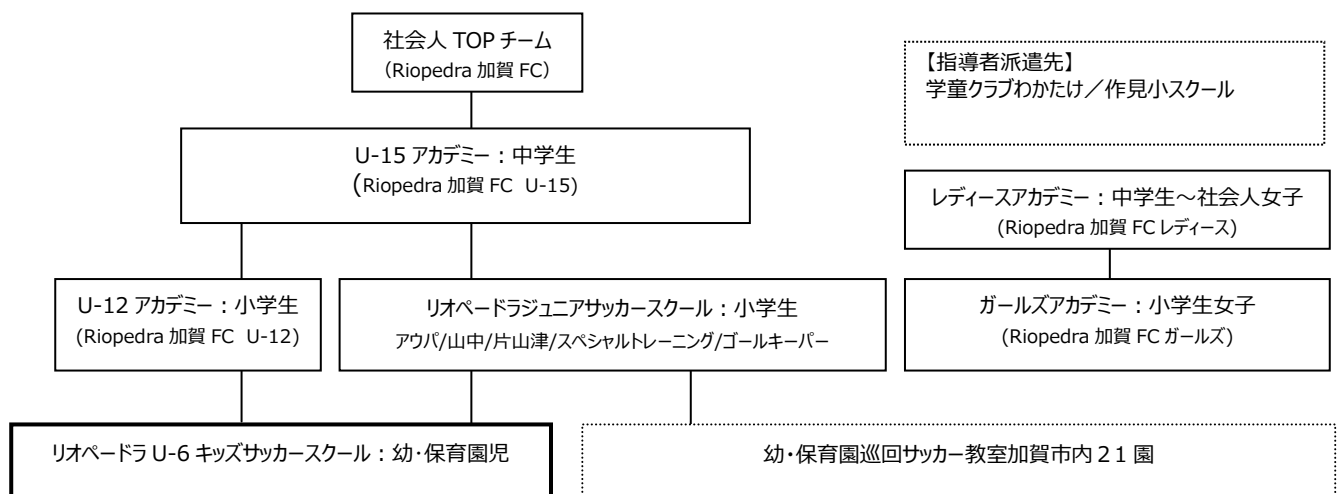 社会人 TOP チーム
(Riopedra 加賀 FC)
【指導者派遣先】
学童クラブわかたけ／作見小スクール
U-15 アカデミー：中学生
(Riopedra 加賀 FC U-15)
レディースアカデミー：中学生～社会人女子
(Riopedra 加賀 FC レディース)
U-12 アカデミー：小学生
(Riopedra 加賀 FC U-12)
リオペードラジュニアサッカースクール：小学生
アウパ/山中/片山津/スペシャルトレーニング/ゴールキーパー
ガールズアカデミー：小学生女子
(Riopedra 加賀 FC ガールズ)
リオペードラ U-6 キッズサッカースクール：幼・保育園児
幼・保育園巡回サッカー教室加賀市内２１園